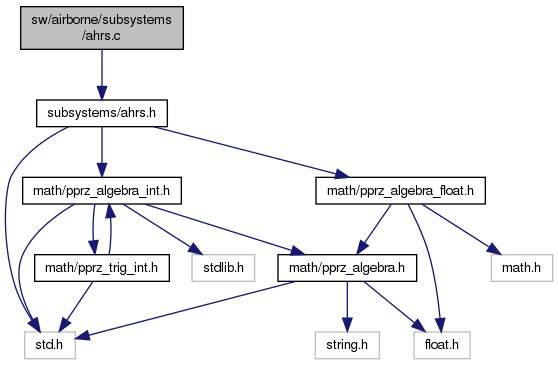 sw/airborne/subsystems
/ahrs.c
subsystems/ahrs.h
math/pprz_algebra_int.h
math/pprz_algebra_float.h
math/pprz_trig_int.h
stdlib.h
math/pprz_algebra.h
math.h
std.h
string.h
float.h